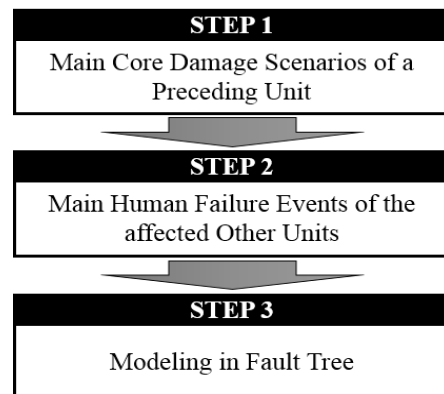 STEP 1
Main Core Damage Scenarios of a
Preceding Unit
STEP 2
Main Human Failure Events of the
affected Other Units
STEP 3
Modeling in Fault Tree